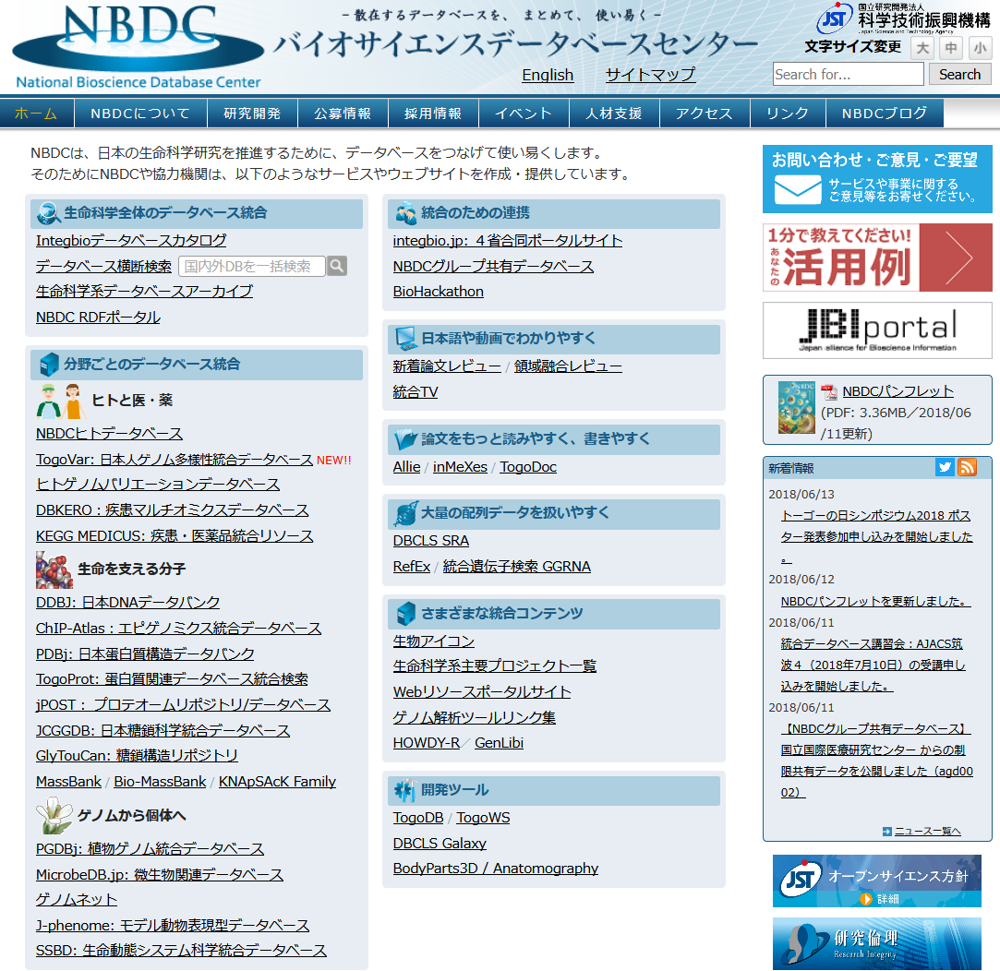 NBDC
National Bioscience Database Center
－散在するデータベースを、まとめて、使い易く－
バイオサイエンスデータベースセンター
English サイトマップ
JST 国立研究開発法人
科学技術振興機構
Japan Science and Technology Agency
文字サイズ変更 大 中 小
Search for... Search
ホーム NBDCについて 研究開発 公募情報 採用情報 イベント 人材支援 アクセス リンク NBDCブログ
NBDCは、日本の生命科学研究を推進するために、データベースをつなげて使い易くします。
そのためにNBDCや協力機関は、以下のようなサービスやウェブサイトを作成・提供しています。
生命科学全体のデータベース統合
Integbioデータベースカタログ
データベース横断検索 国内外DBを一括検索
生命科学系データベースアーカイブ
NBDC RDFポータル
分野ごとのデータベース統合
ヒトと医・薬
NBDCヒトデータベース
TogoVar: 日本人ゲノム多様性統合データベース NEW!!
ヒトゲノムバリエーションデータベース
DBKERO：疾患マルチオミクスデータベース
KEGG MEDICUS: 疾患・医薬品統合リソース
生命を支える分子
DDBJ: 日本DNAデータバンク
ChIP-Atlas：エピゲノミクス統合データベース
PDBj: 日本蛋白質構造データバンク
TogoProt: 蛋白質関連データベース統合検索
jPOST： プロテオームリポジトリ/データベース
JCGGDB: 日本糖鎖科学統合データベース
GlyTouCan: 糖鎖構造リポジトリ
MassBank / Bio-MassBank / KNApSAcK Family
ゲノムから個体へ
PGDBj: 植物ゲノム統合データベース
MicrobeDB.jp: 微生物関連データベース
ゲノムネット
J-phenome: モデル動物表現型データベース
SSBD: 生命動態システム科学統合データベース
統合のための連携
integbio.jp: ４省合同ポータルサイト
NBDCグループ共有データベース
BioHackathon
日本語や動画でわかりやすく
新着論文レビュー / 領域融合レビュー
統合TV
論文をもっと読みやすく、書きやすく
Allie / inMeXes / TogoDoc
大量の配列データを扱いやすく
DBCLS SRA
RefEx / 統合遺伝子検索 GGRNA
さまざまな統合コンテンツ
生物アイコン
生命科学系主要プロジェクト一覧
Webリソースポータルサイト
ゲノム解析ツールリンク集
HOWDY-R／ GenLibi
開発ツール
TogoDB / TogoWS
DBCLS Galaxy
BodyParts3D / Anatomography
お問い合わせ・ご意見・ご要望
サービスや事業に関する
ご意見等をお寄せください。
1分で教えてください!
あなたの
活用例
JBIportal
Japan alliance for Bioscience Information
NBDC
NBDCパンフレット
(PDF: 3.36MB／2018/06
/11更新)
新着情報
2018/06/13
トーゴーの日シンポジウム2018 ポス
ター発表参加申し込みを開始しました
。
2018/06/12
NBDCパンフレットを更新しました。
2018/06/11
統合データベース講習会：AJACS筑
波４（2018年7月10日）の受講申し
込みを開始しました。
2018/06/11
【NBDCグループ共有データベース】
国立国際医療研究センター からの制
限共有データを公開しました（agd00
02）
ニュース一覧へ
JST オープンサイエンス方針
詳細
研究倫理
Research Integrity